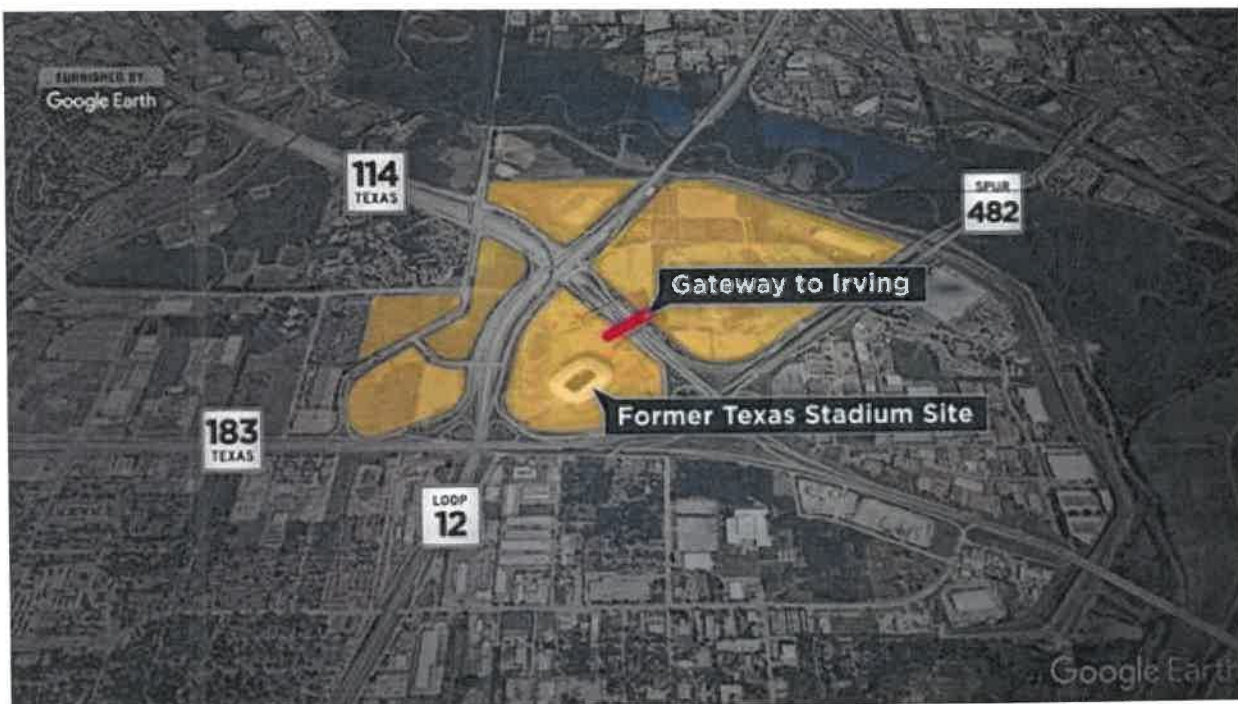 FURNISHED BY:
Google Earth
114
TEXAS
SPUR
482
Gateway to Irving
Former Texas Stadium Site
183
TEXAS
LOOP
12
Google Earth